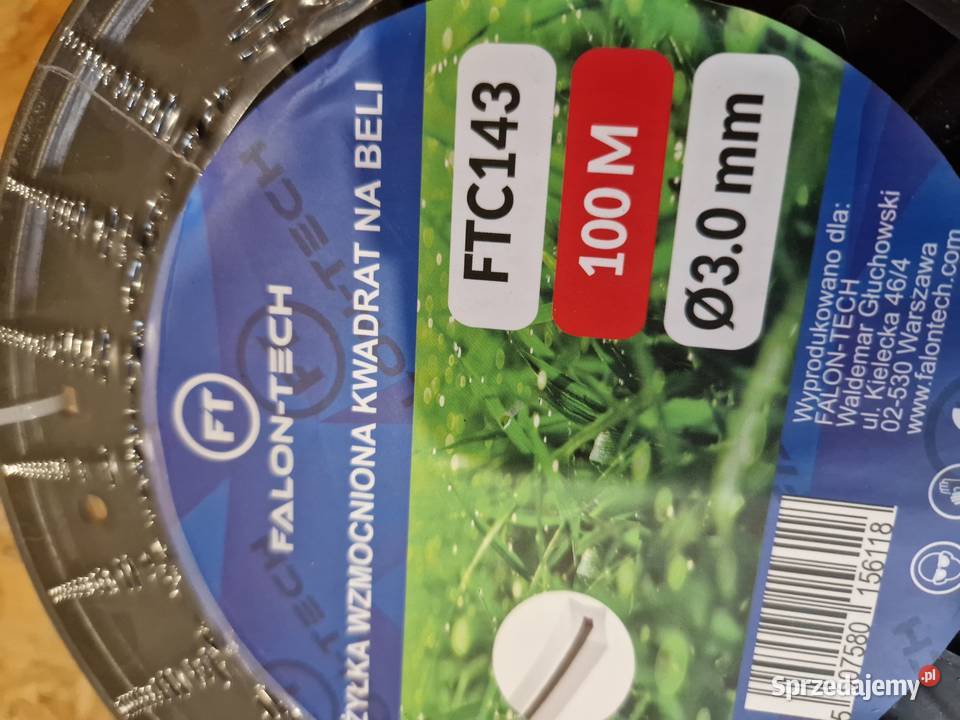 FT
FALON-TECH
ŻYŁKA WZMOCNIONA KWADRAT NA BELI
FTC143
100 M
Ø3.0 mm
Wyprodukowano dla:
FALON-TECH
Waldemar Głuchowski
ul. Kielecka 46/4
02-530 Warszawa
www.falontech.com
156118
Sprzedajemy.pl